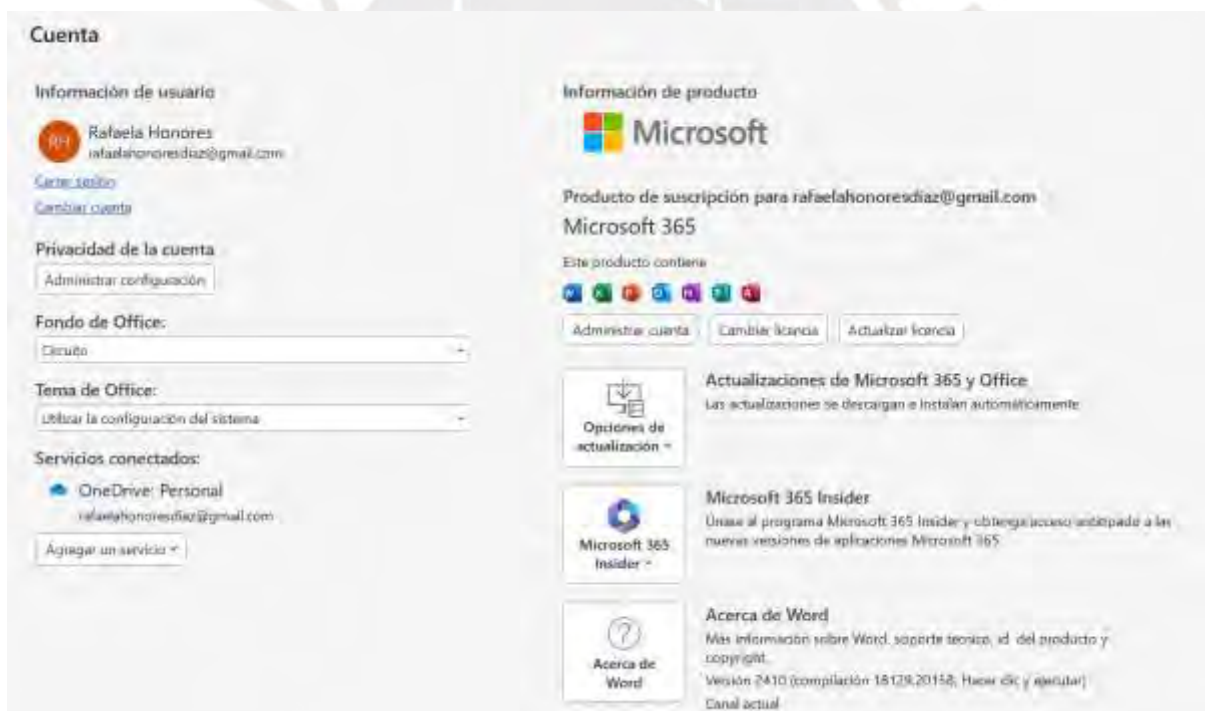 Cuenta
Información de usuario
RH
Rafaela Honores
rafaelahonoresdiaz@gmail.com
Cerrar sesión
Cambiar cuenta
Privacidad de la cuenta
Administrar configuración
Fondo de Office:
Circuito
Tema de Office:
Utilizar la configuración del sistema
Servicios conectados:
OneDrive: Personal
rafaelahonoresdiaz@gmail.com
Agregar un servicio
Información de producto
Microsoft
Producto de suscripción para rafaelahonoresdiaz@gmail.com
Microsoft 365
Este producto contiene
Administrar cuenta
Cambiar licencia
Actualizar licencia
Opciones de
actualización
Actualizaciones de Microsoft 365 y Office
Las actualizaciones se descargan e instalan automáticamente
Microsoft 365
Insider
Microsoft 365 Insider
Únase al programa Microsoft 365 Insider y obtenga acceso anticipado a las
nuevas versiones de aplicaciones Microsoft 365.
Acerca de
Word
Acerca de Word
Más información sobre Word, soporte técnico, id. del producto y
copyright.
Versión 2410 (compilación 18129.20158, Hacer clic y ejecutar)
Canal actual